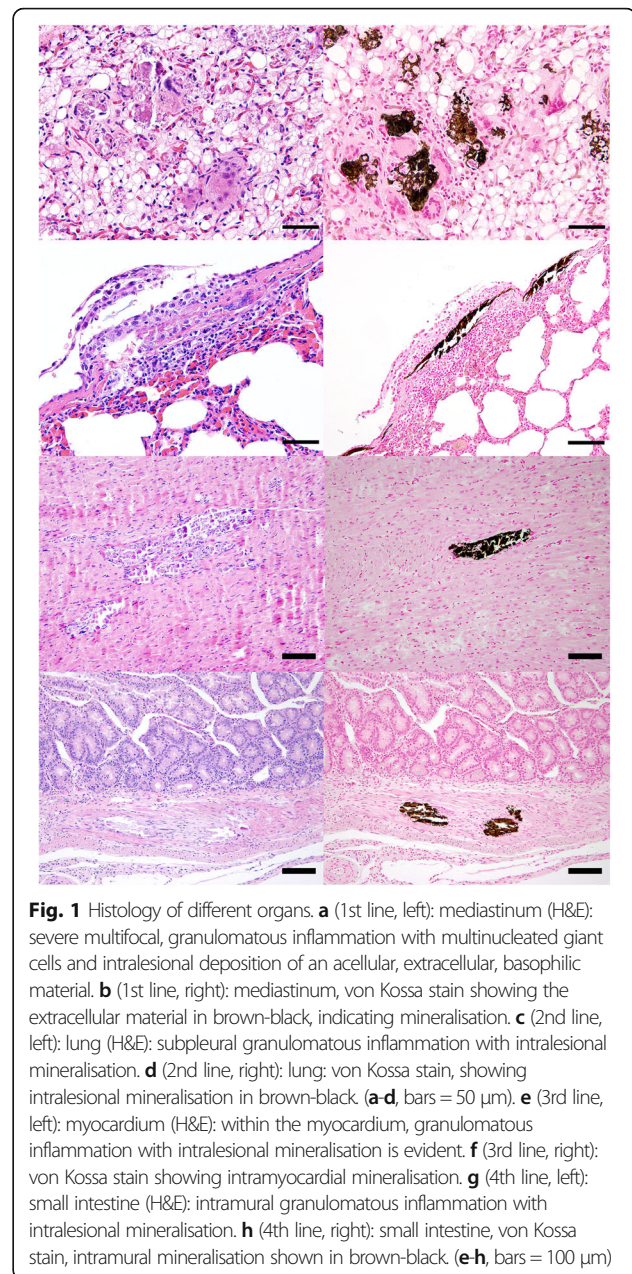 Fig. 1 Histology of different organs. a (1st line, left): mediastinum (H&E):
severe multifocal, granulomatous inflammation with multinucleated giant
cells and intralesional deposition of an acellular, extracellular, basophilic
material. b (1st line, right): mediastinum, von Kossa stain showing the
extracellular material in brown-black, indicating mineralisation. c (2nd line,
left): lung (H&E): subpleural granulomatous inflammation with intralesional
mineralisation. d (2nd line, right): lung: von Kossa stain, showing
intralesional mineralisation in brown-black. (a-d, bars = 50 μm). e (3rd line,
left): myocardium (H&E): within the myocardium, granulomatous
inflammation with intralesional mineralisation is evident. f (3rd line, right):
von Kossa stain showing intramyocardial mineralisation. g (4th line, left):
small intestine (H&E): intramural granulomatous inflammation with
intralesional mineralisation. h (4th line, right): small intestine, von Kossa
stain, intramural mineralisation shown in brown-black. (e-h, bars = 100 μm)